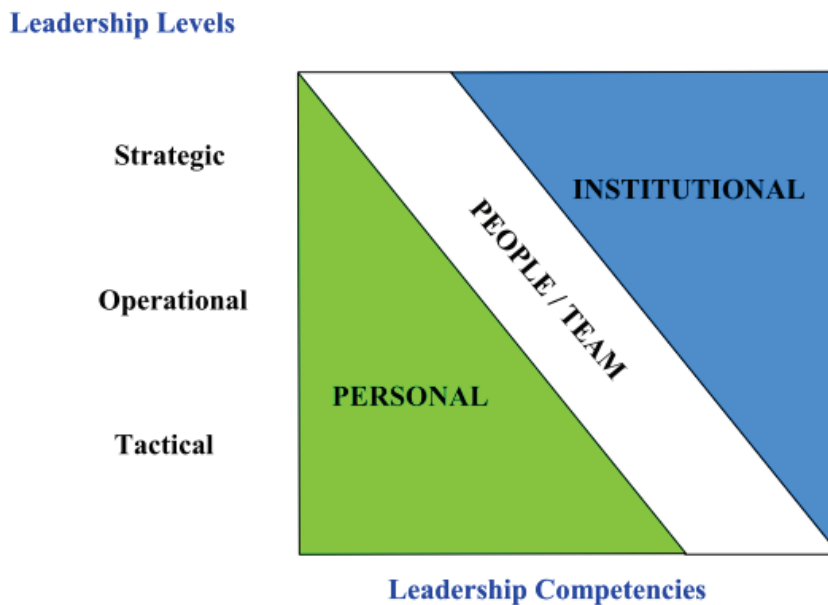 Leadership Levels
Strategic
INSTITUTIONAL
PEOPLE / TEAM
Operational
PERSONAL
Tactical
Leadership Competencies